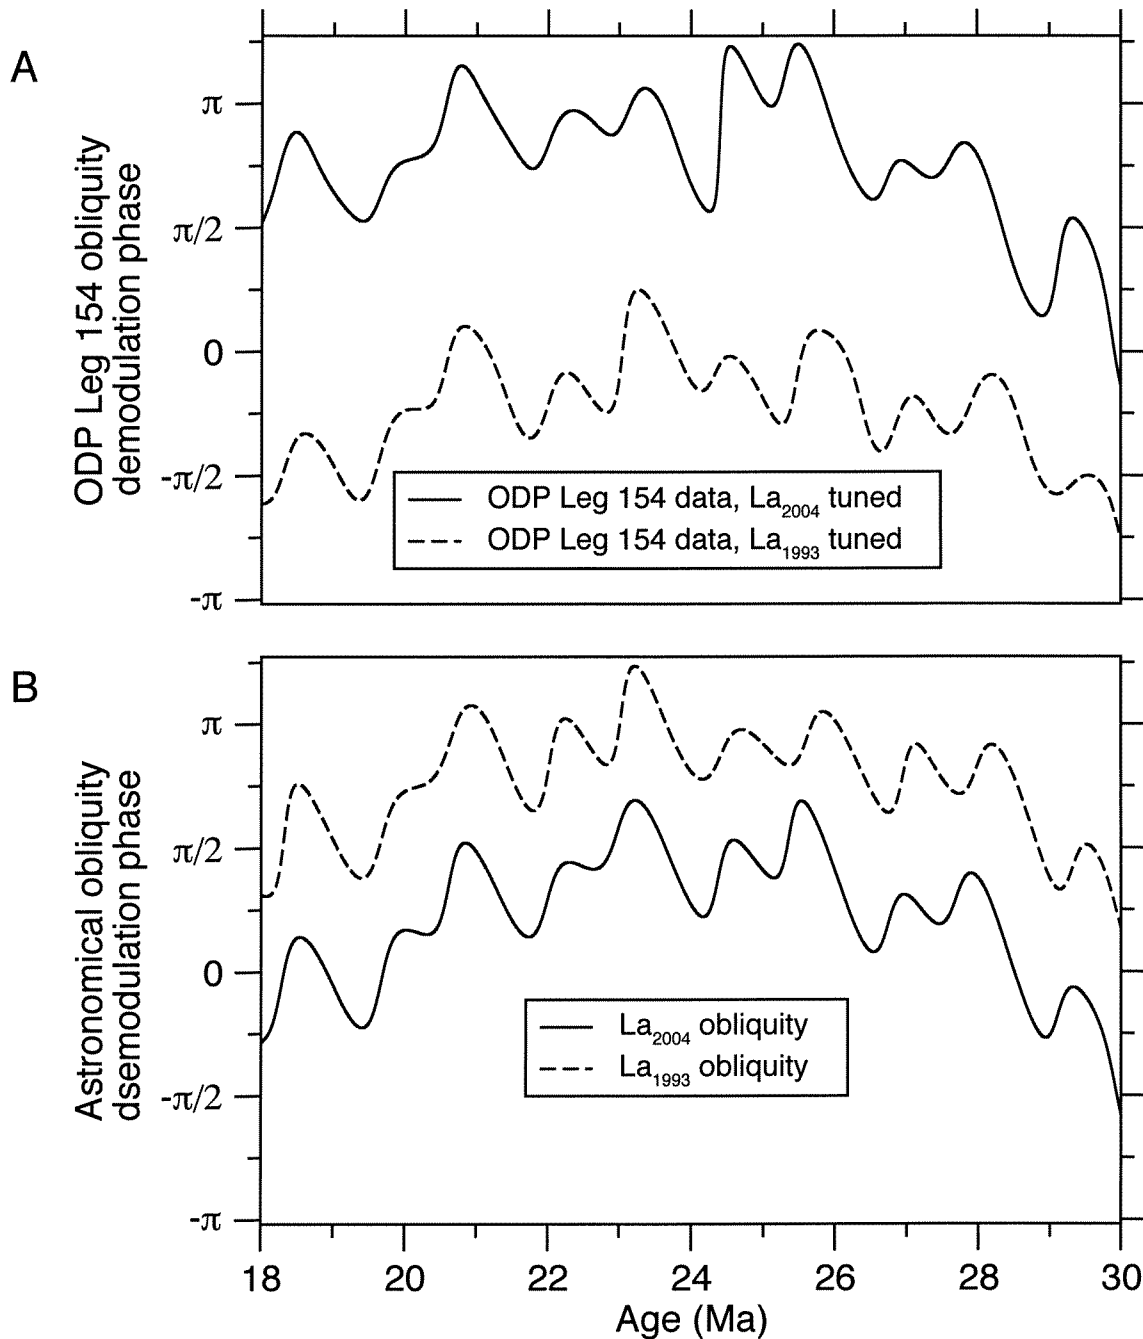 A
ODP Leg 154 obliquity
demodulation phase
π
π/2
0
-π/2
-π
ODP Leg 154 data, La2004 tuned
ODP Leg 154 data, La1993 tuned
B
Astronomical obliquity
dsemodulation phase
π
π/2
0
-π/2
-π
La2004 obliquity
La1993 obliquity
18 20 22 24 26 28 30
Age (Ma)